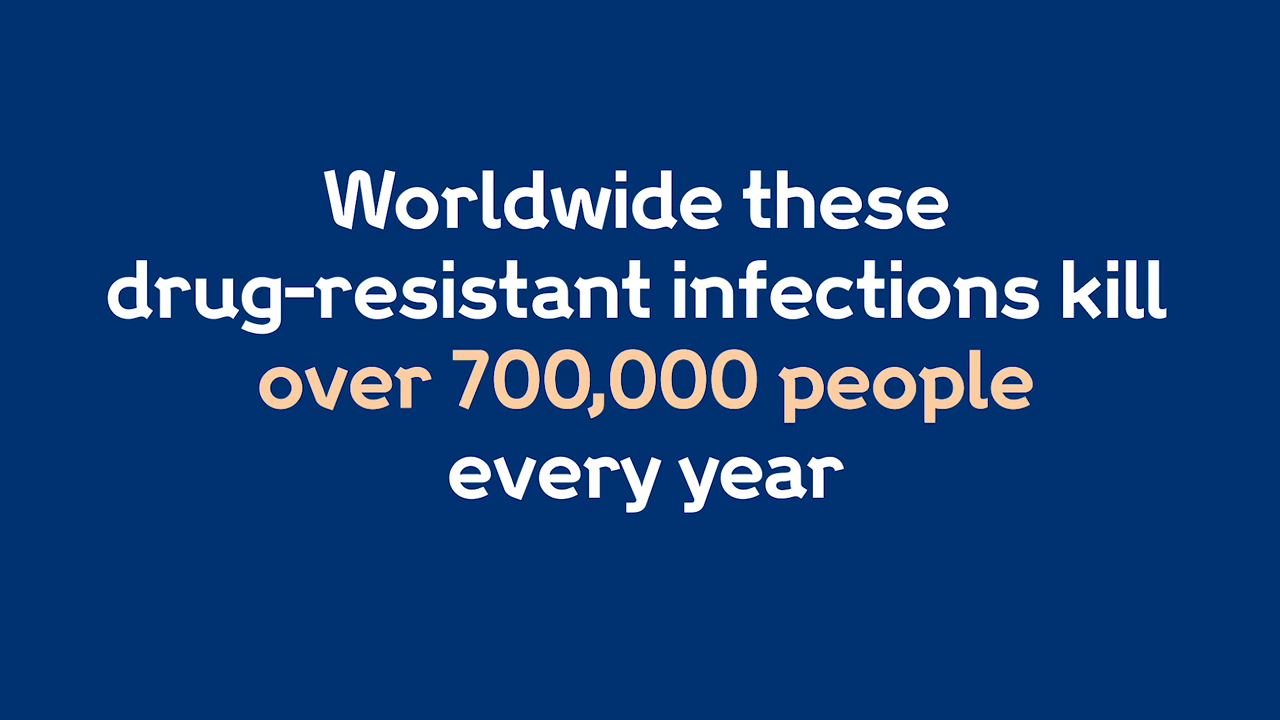 Worldwide these
drug-resistant infections kill
over 700,000 people
every year